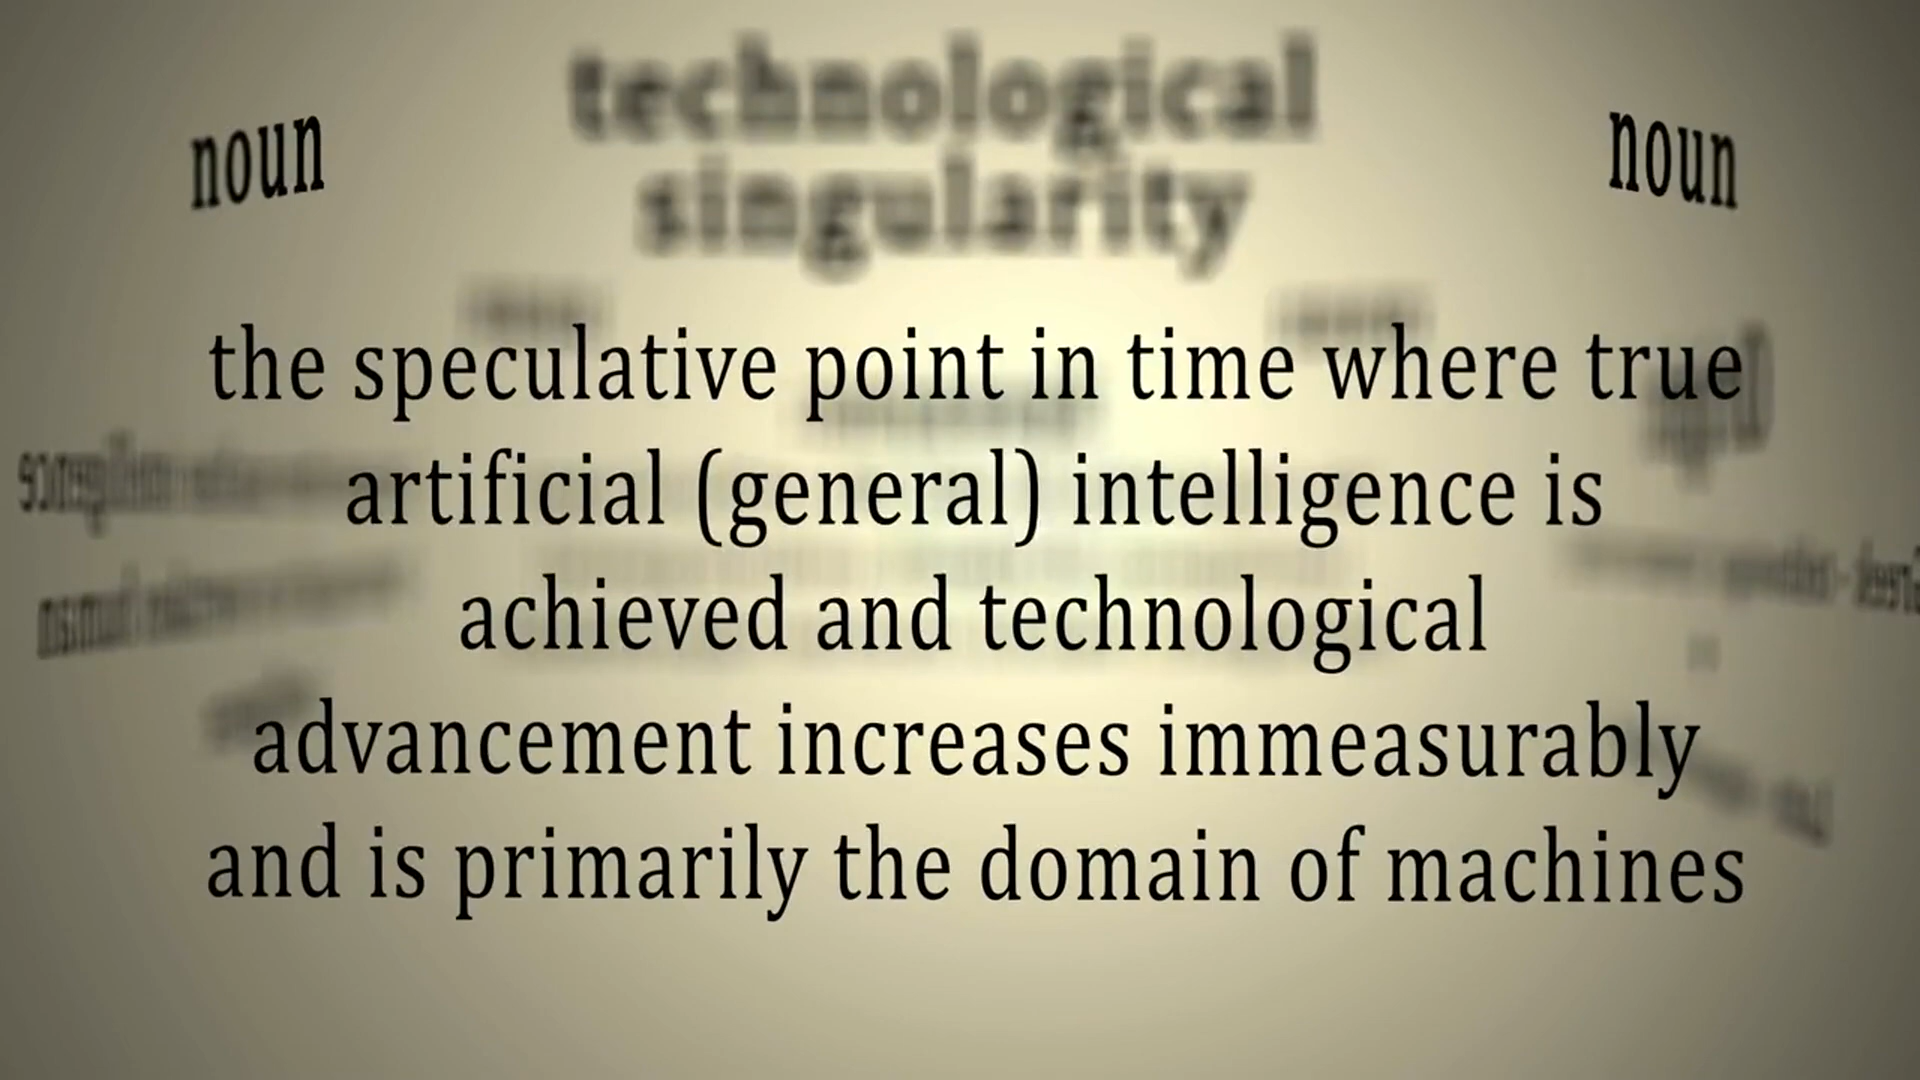 technological
singularity
noun
noun
the speculative point in time where true
artificial (general) intelligence is
achieved and technological
advancement increases immeasurably
and is primarily the domain of machines